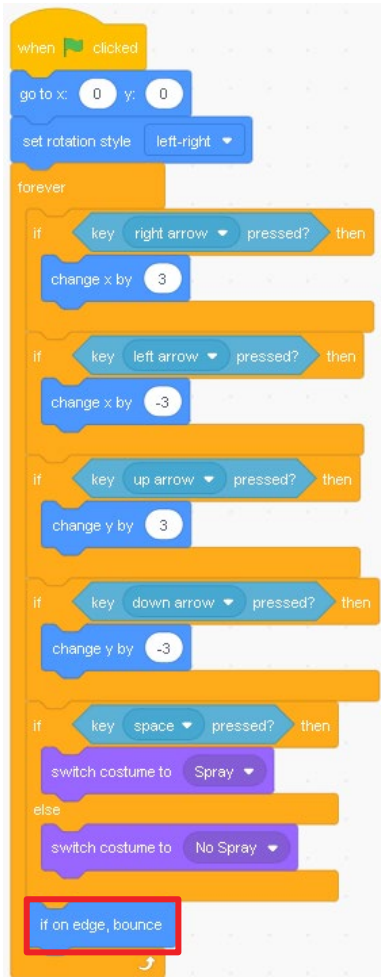 when clicked
go to x: 0 y: 0
set rotation style left-right
forever
if key right arrow pressed? then
change x by 3
if key left arrow pressed? then
change x by -3
if key up arrow pressed? then
change y by 3
if key down arrow pressed? then
change y by -3
if key space pressed? then
switch costume to Spray
else
switch costume to No Spray
if on edge, bounce